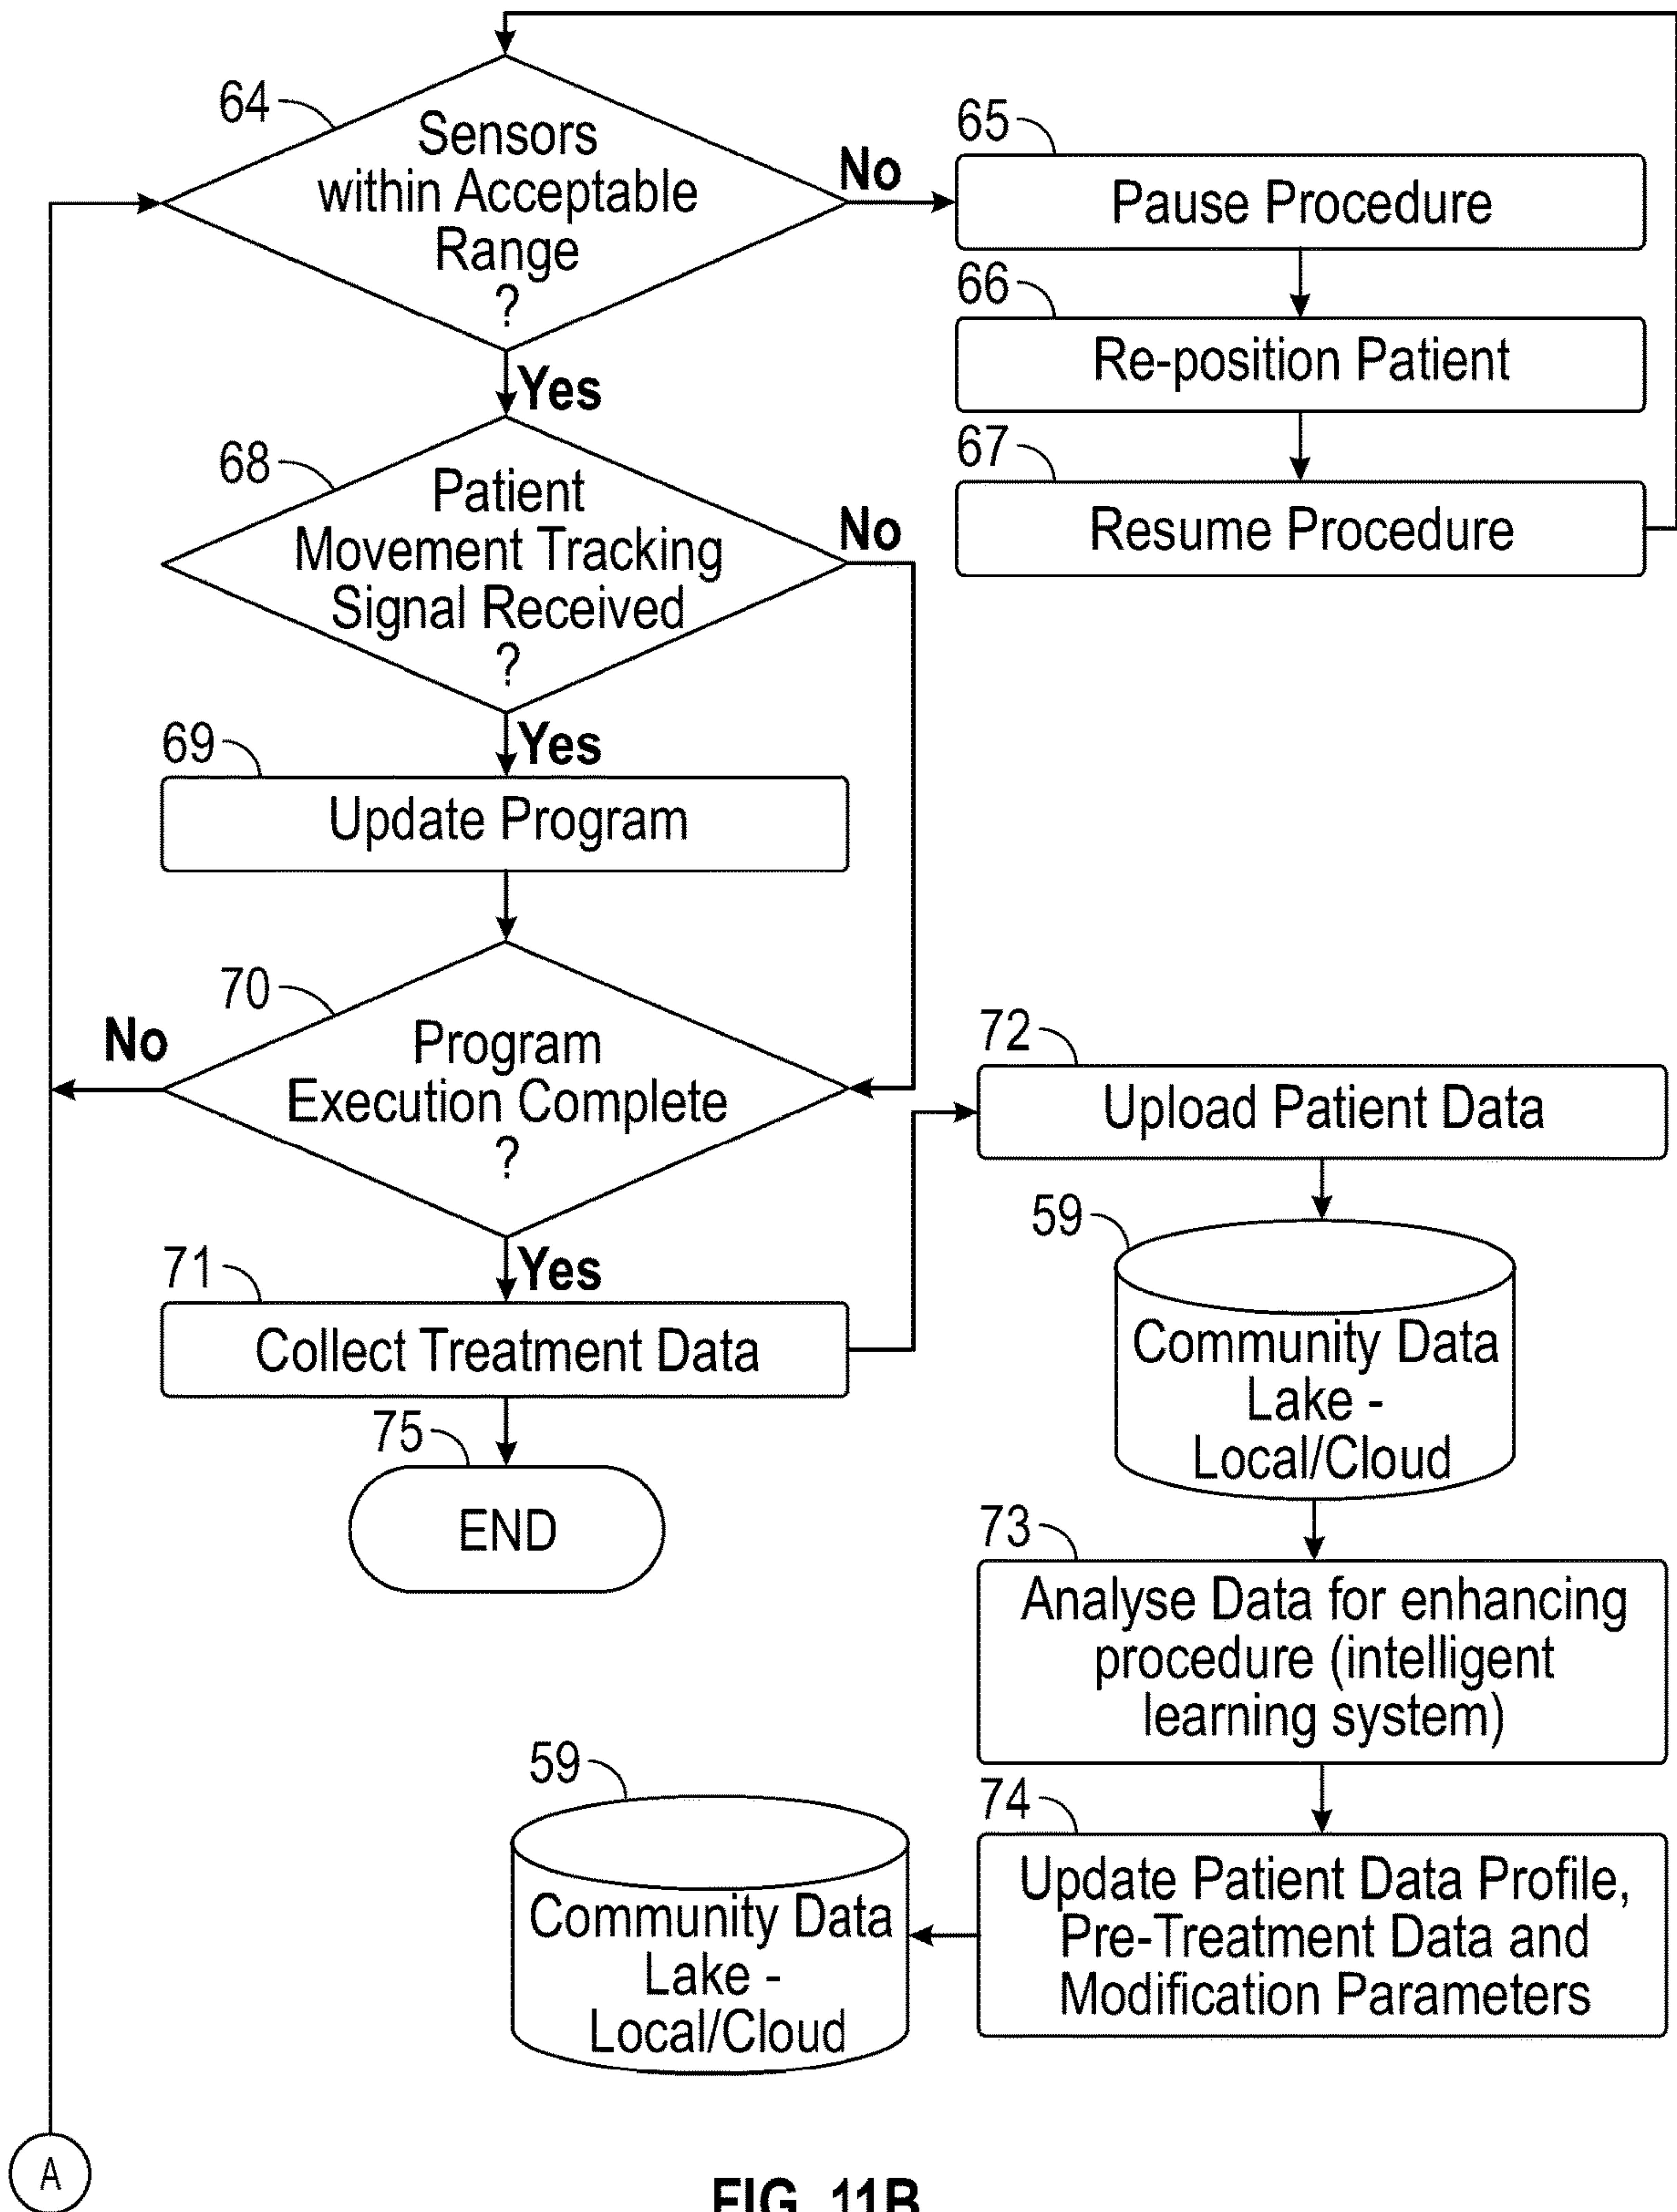 64
Sensors
within Acceptable
Range
?
No
Yes
65
Pause Procedure
66
Re-position Patient
67
Resume Procedure
68
Patient
Movement Tracking
Signal Received
?
No
Yes
69
Update Program
70
Program
Execution Complete
?
No
Yes
71
Collect Treatment Data
75
END
72
Upload Patient Data
59
Community Data
Lake -
Local/Cloud
73
Analyse Data for enhancing
procedure (intelligent
learning system)
74
Update Patient Data Profile,
Pre-Treatment Data and
Modification Parameters
59
Community Data
Lake -
Local/Cloud
A
FIG. 11B